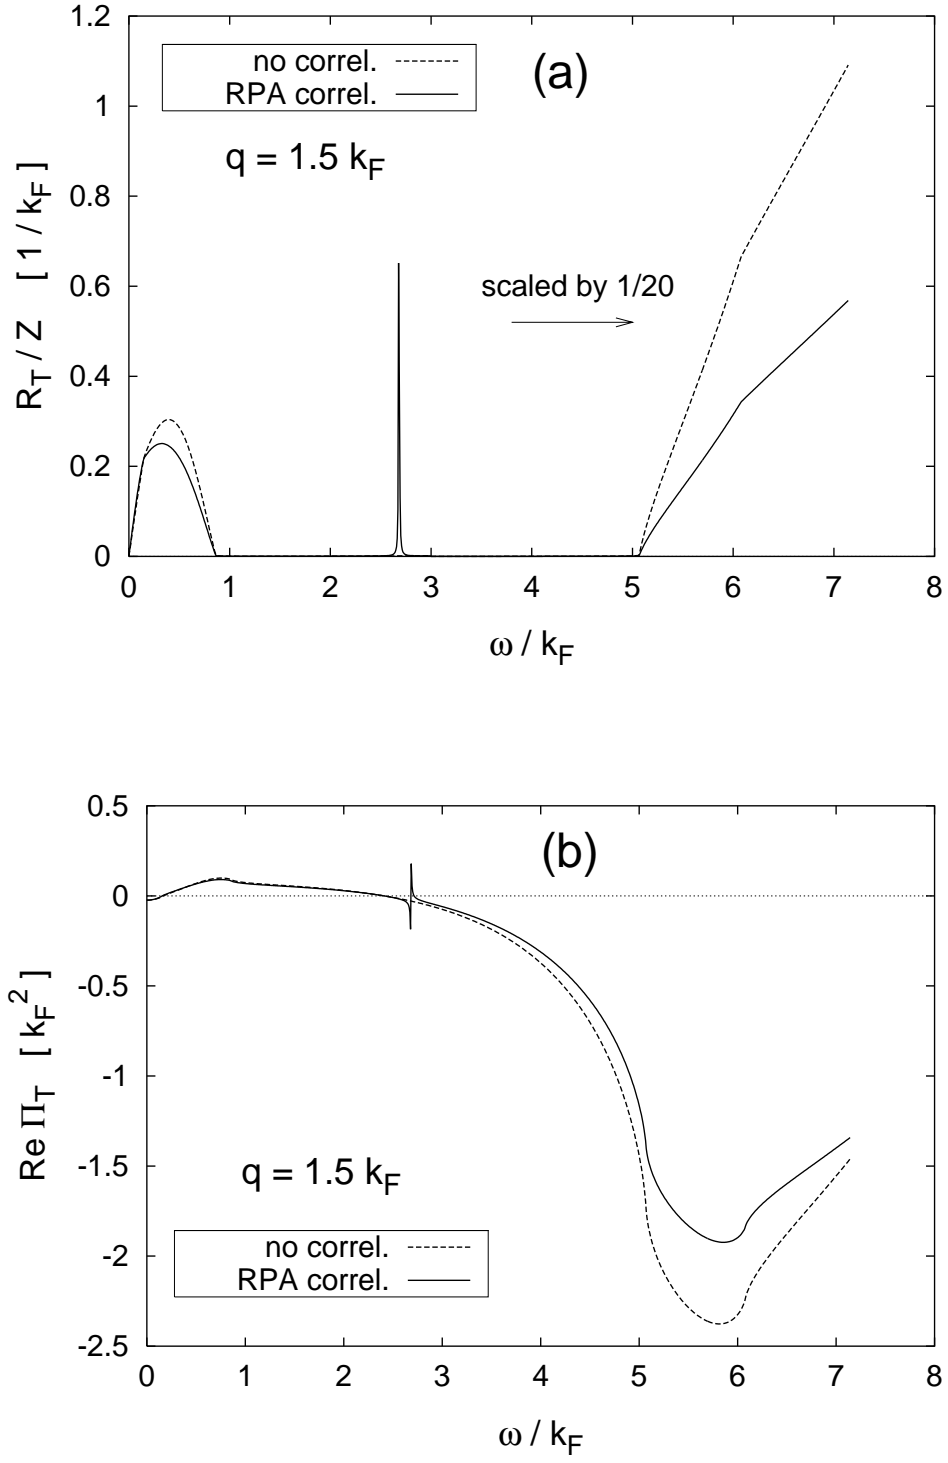 1.2
1
0.8
0.6
0.4
0.2
0
R_T / Z [ 1 / k_F ]
no correl.
RPA correl.
(a)
q = 1.5 k_F
scaled by 1/20
0 1 2 3 4 5 6 7 8
ω / k_F
0.5
0
-0.5
-1
-1.5
-2
-2.5
Re Π_T [ k_F^2 ]
(b)
q = 1.5 k_F
no correl.
RPA correl.
0 1 2 3 4 5 6 7 8
ω / k_F